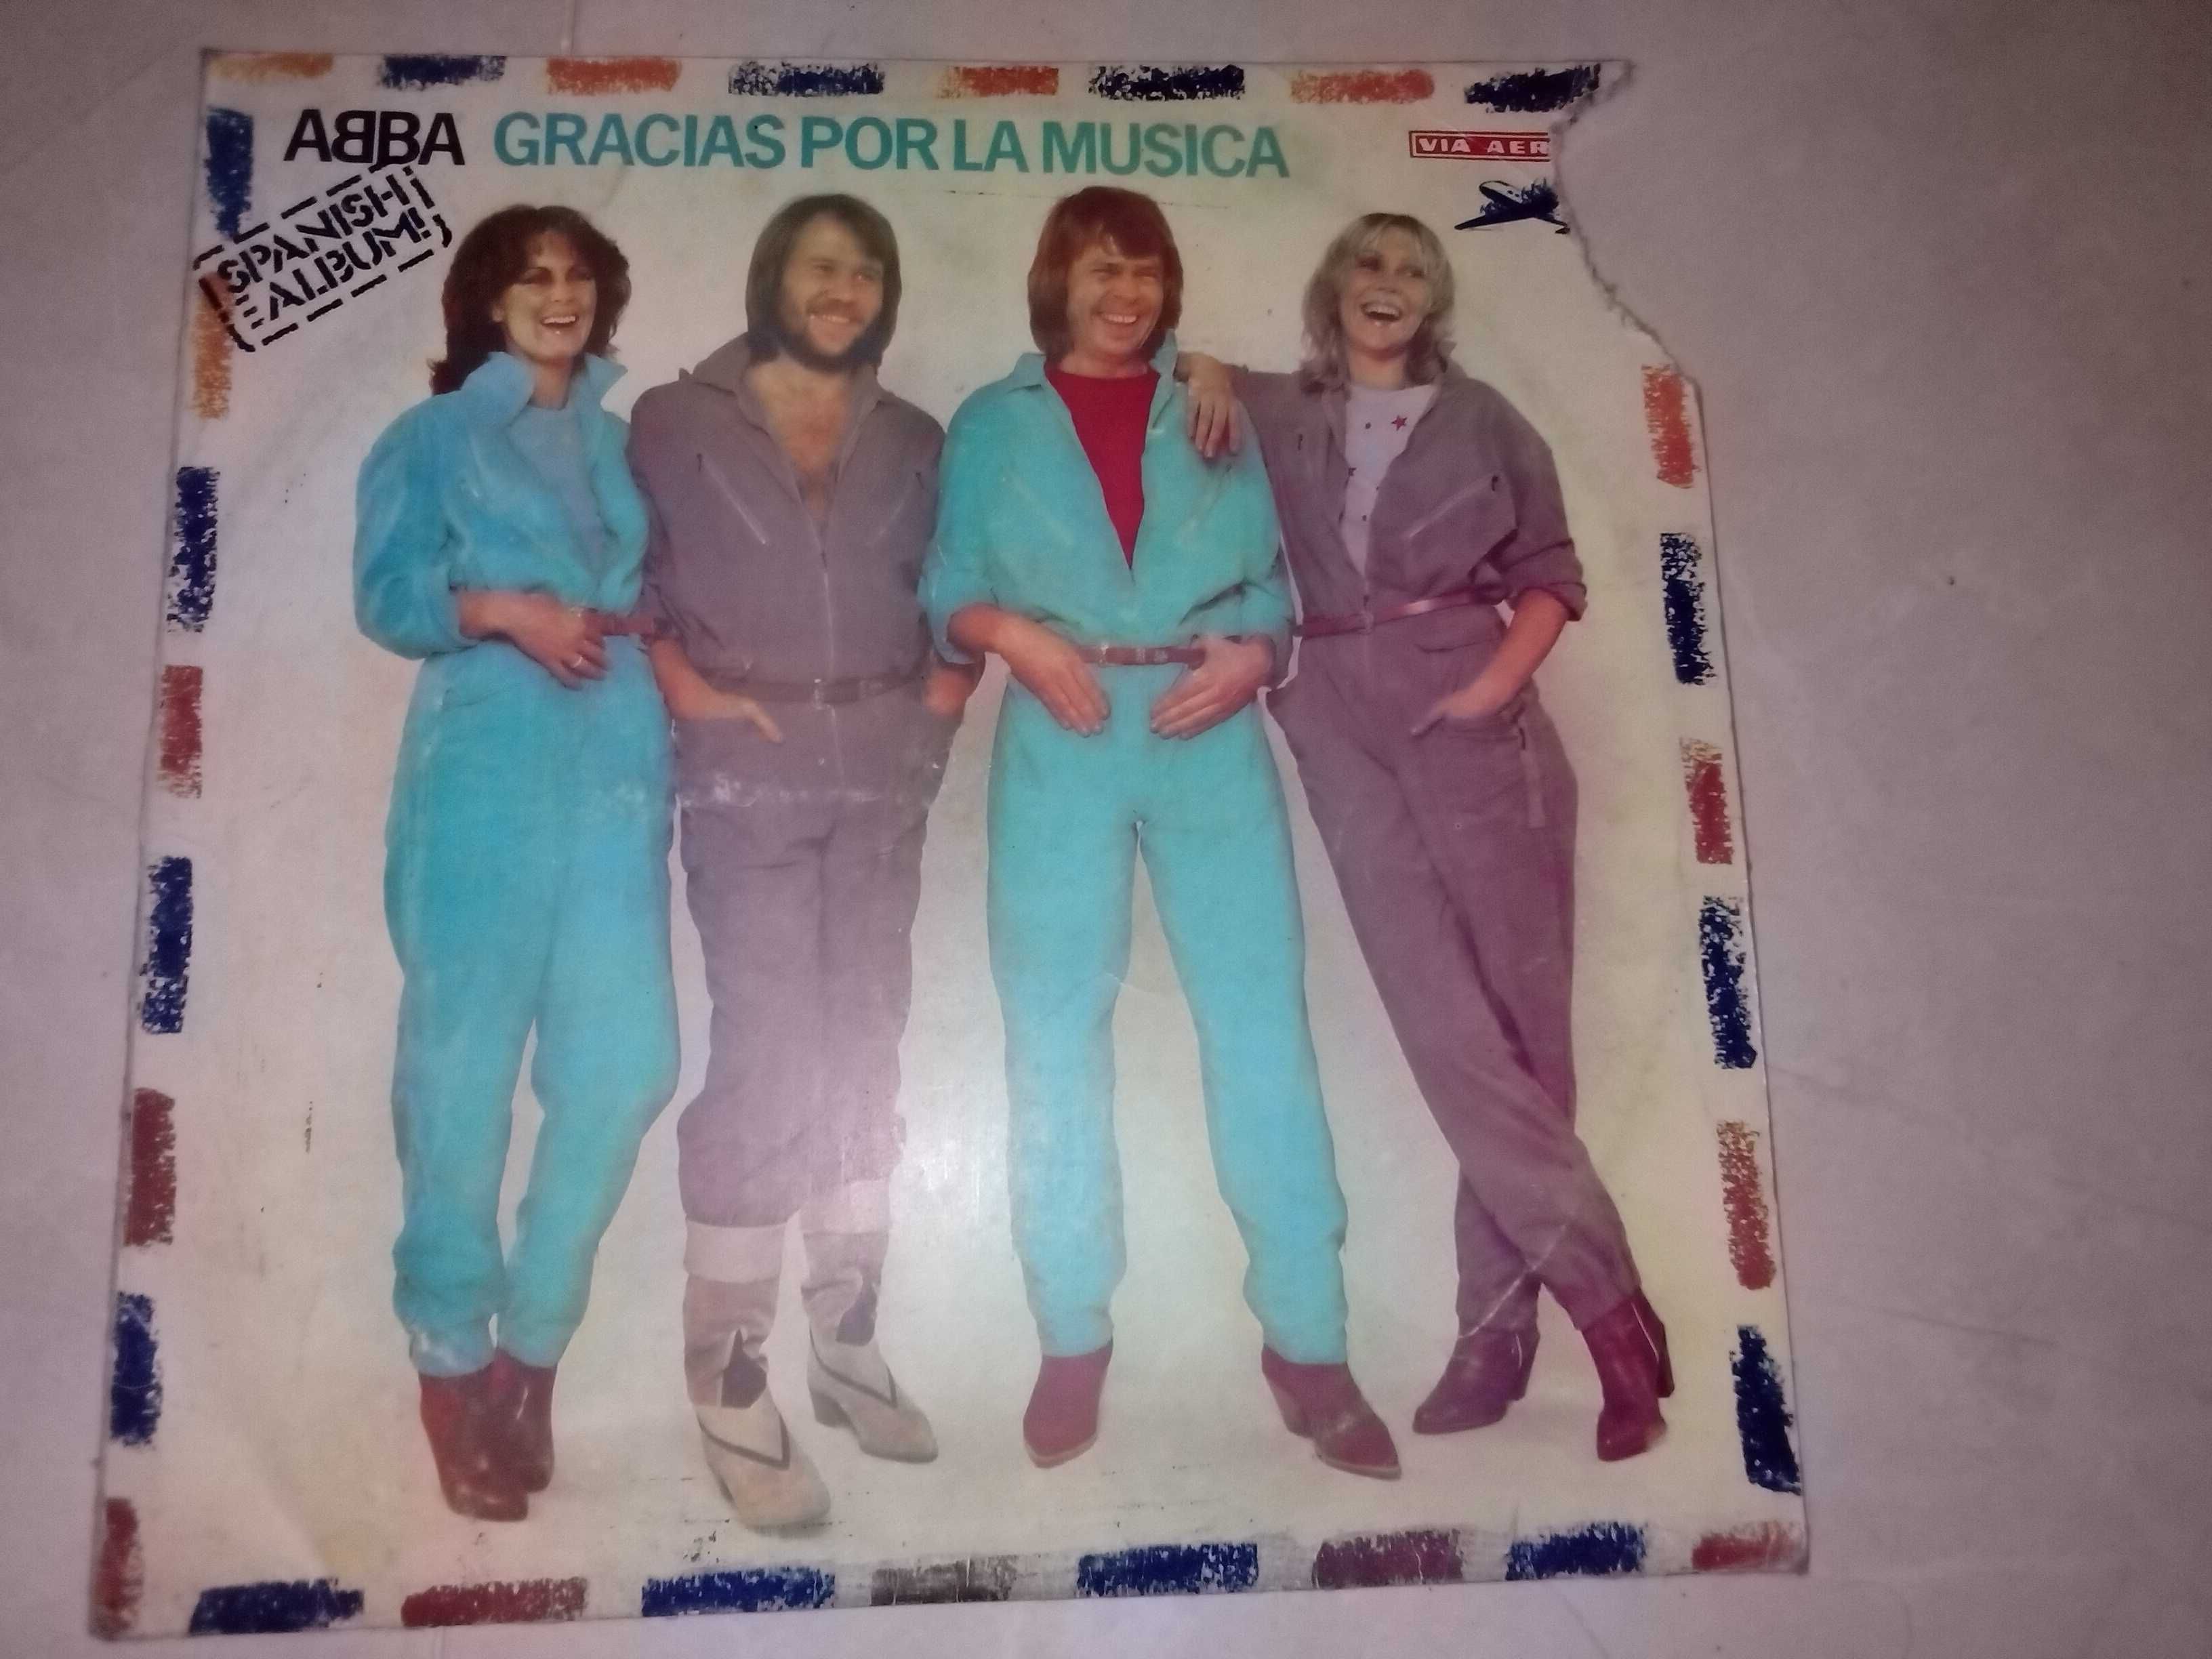 ABBA GRACIAS POR LA MUSICA
VIA AER
¡SPANISH
ALBUM!